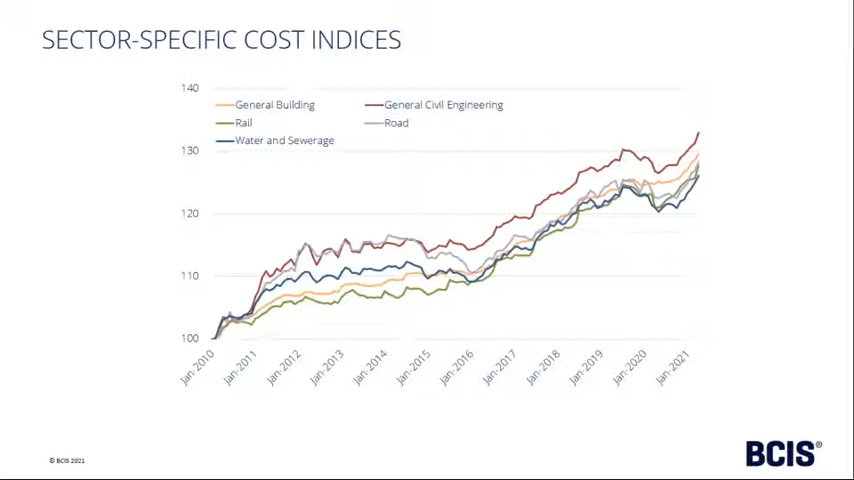 SECTOR-SPECIFIC COST INDICES
140
General Building
General Civil Engineering
Rail
Road
130
Water and Sewerage
120
110
100
Jan-2010
Jan-2011
Jan-2012
Jan-2013
Jan-2014
Jan-2015
Jan-2016
Jan-2017
Jan-2018
Jan-2019
Jan-2020
Jan-2021
© BCIS 2021
BCIS®